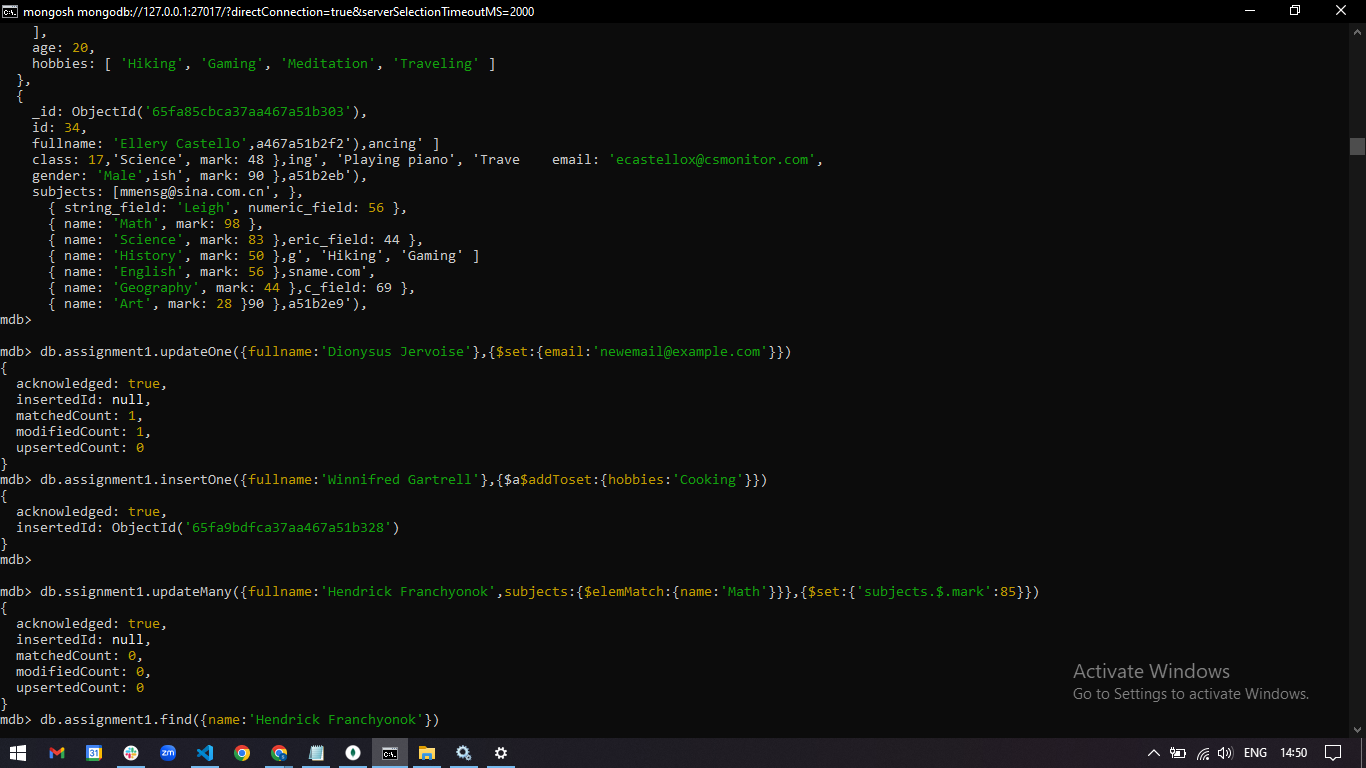 mongosh mongodb://127.0.0.1:27017/?directConnection=true&serverSelectionTimeoutMS=2000
],
age: 20,
hobbies: [ 'Hiking', 'Gaming', 'Meditation', 'Traveling' ]
},
{
_id: ObjectId('65fa85cbca37aa467a51b303'),
id: 34,
fullname: 'Ellery Castello',a467a51b2f2'),ancing' ]
class: 17,'Science', mark: 48 },ing', 'Playing piano', 'Trave    email: 'ecastellox@csmonitor.com',
gender: 'Male',ish', mark: 90 },a51b2eb'),
subjects: [mmensg@sina.com.cn', },
{ string_field: 'Leigh', numeric_field: 56 },
{ name: 'Math', mark: 98 },
{ name: 'Science', mark: 83 },eric_field: 44 },
{ name: 'History', mark: 50 },g', 'Hiking', 'Gaming' ]
{ name: 'English', mark: 56 },sname.com',
{ name: 'Geography', mark: 44 },c_field: 69 },
{ name: 'Art', mark: 28 }90 },a51b2e9'),
mdb>
mdb> db.assignment1.updateOne({fullname:'Dionysus Jervoise'},{$set:{email:'newemail@example.com'}})
{
acknowledged: true,
insertedId: null,
matchedCount: 1,
modifiedCount: 1,
upsertedCount: 0
}
mdb> db.assignment1.insertOne({fullname:'Winnifred Gartrell'},{$a$addToset:{hobbies:'Cooking'}})
{
acknowledged: true,
insertedId: ObjectId('65fa9bdfca37aa467a51b328')
}
mdb>
mdb> db.ssignment1.updateMany({fullname:'Hendrick Franchyonok',subjects:{$elemMatch:{name:'Math'}}},{$set:{'subjects.$.mark':85}})
{
acknowledged: true,
insertedId: null,
matchedCount: 0,
modifiedCount: 0,
upsertedCount: 0
}
mdb> db.assignment1.find({name:'Hendrick Franchyonok'})
Activate Windows
Go to Settings to activate Windows.
31
zm
ENG
14:50